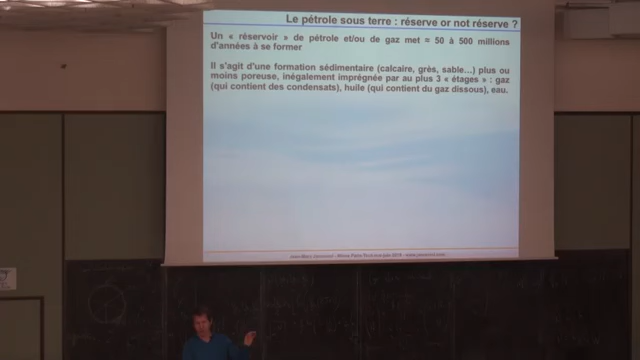 Le pétrole sous terre : réserve or not réserve ?
Un « réservoir » de pétrole et/ou de gaz met ≈ 50 à 500 millions
d'années à se former
Il s'agit d'une formation sédimentaire (calcaire, grès, sable…) plus ou
moins poreuse, inégalement imprégnée par au plus 3 « étages » : gaz
(qui contient des condensats), huile (qui contient du gaz dissous), eau.